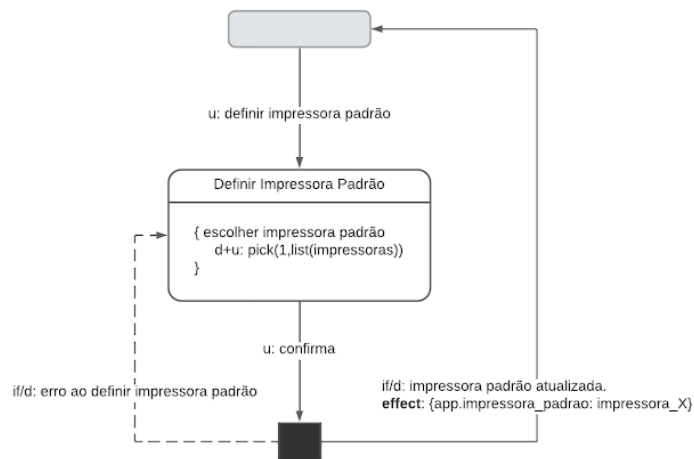 u: definir impressora padrão
Definir Impressora Padrão
{ escolher impressora padrão
d+u: pick(1,list(impressoras))
}
u: confirma
if/d: erro ao definir impressora padrão
if/d: impressora padrão atualizada.
effect: {app.impressora_padrao: impressora_X}